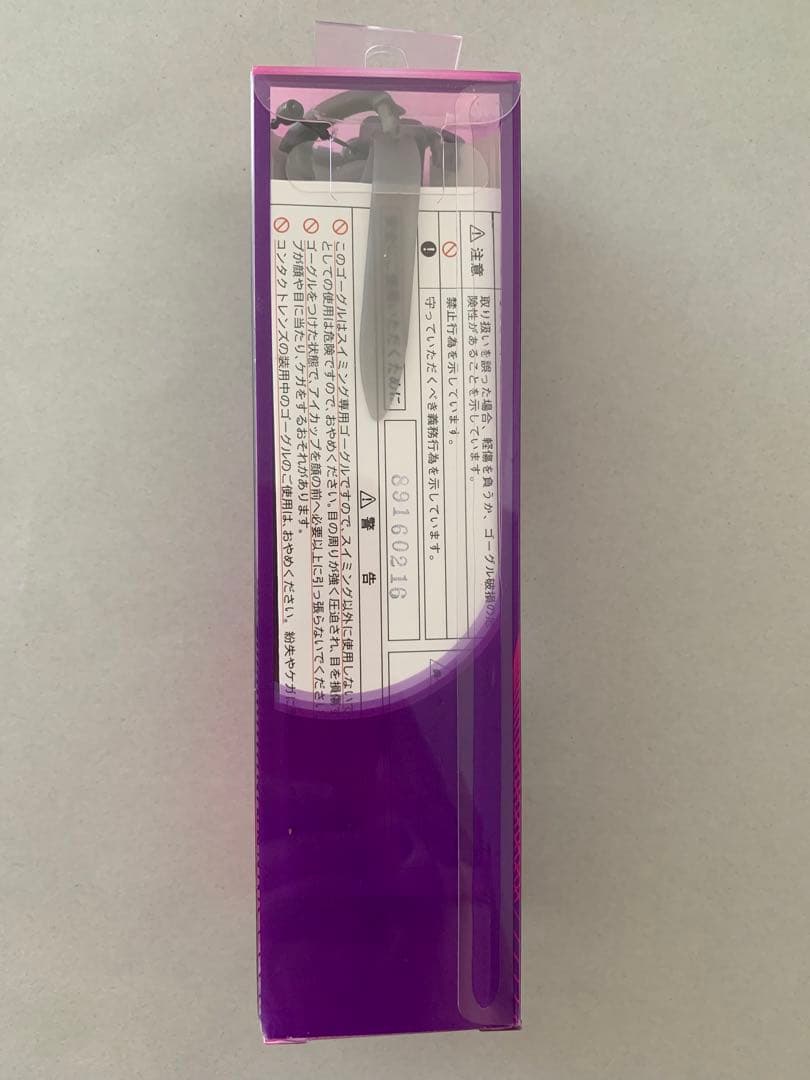 注意 取り扱いを誤った場合、軽傷を負うか、ゴーグル破損の
険性があることを示しています。
禁止行為を示しています。
守っていただくべき義務行為を示しています。
いただくために
89160216
警告
このゴーグルはスイミング専用ゴーグルですので、スイミング以外に使用しない
としての使用は危険ですので、おやめください。目の周りが強く圧迫され、目を損傷
ゴーグルをつけた状態で、アイカップを顔の前へ必要以上に引っ張らないでくださ
プが顔や目に当たり、ケガをするおそれがあります。
コンタクトレンズの装用中のゴーグルのご使用は、おやめください。紛失やケガ